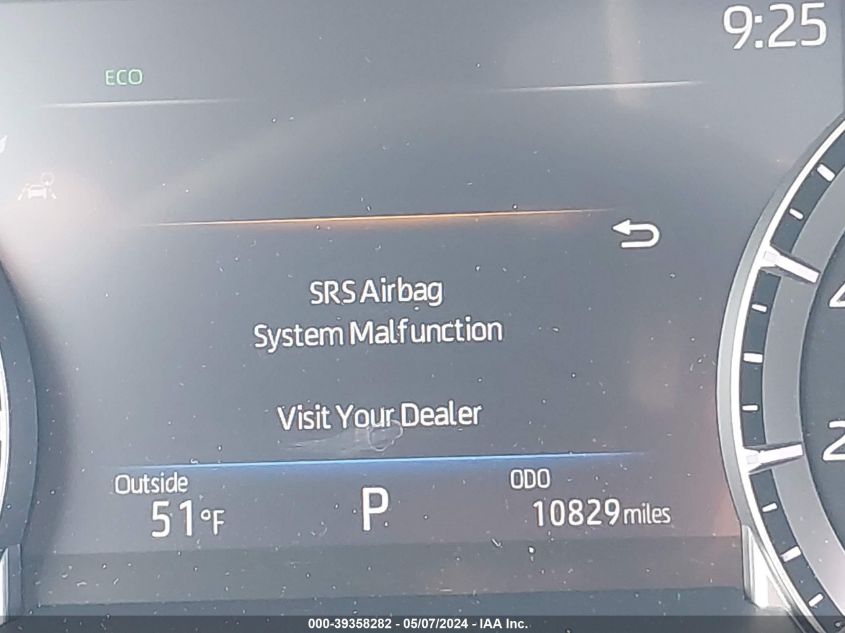 9:25
ECO
SRS Airbag
System Malfunction
Visit Your Dealer
Outside
51°F
P
ODO
10829 miles
2
000-39358282 - 05/07/2024 - IAA Inc.